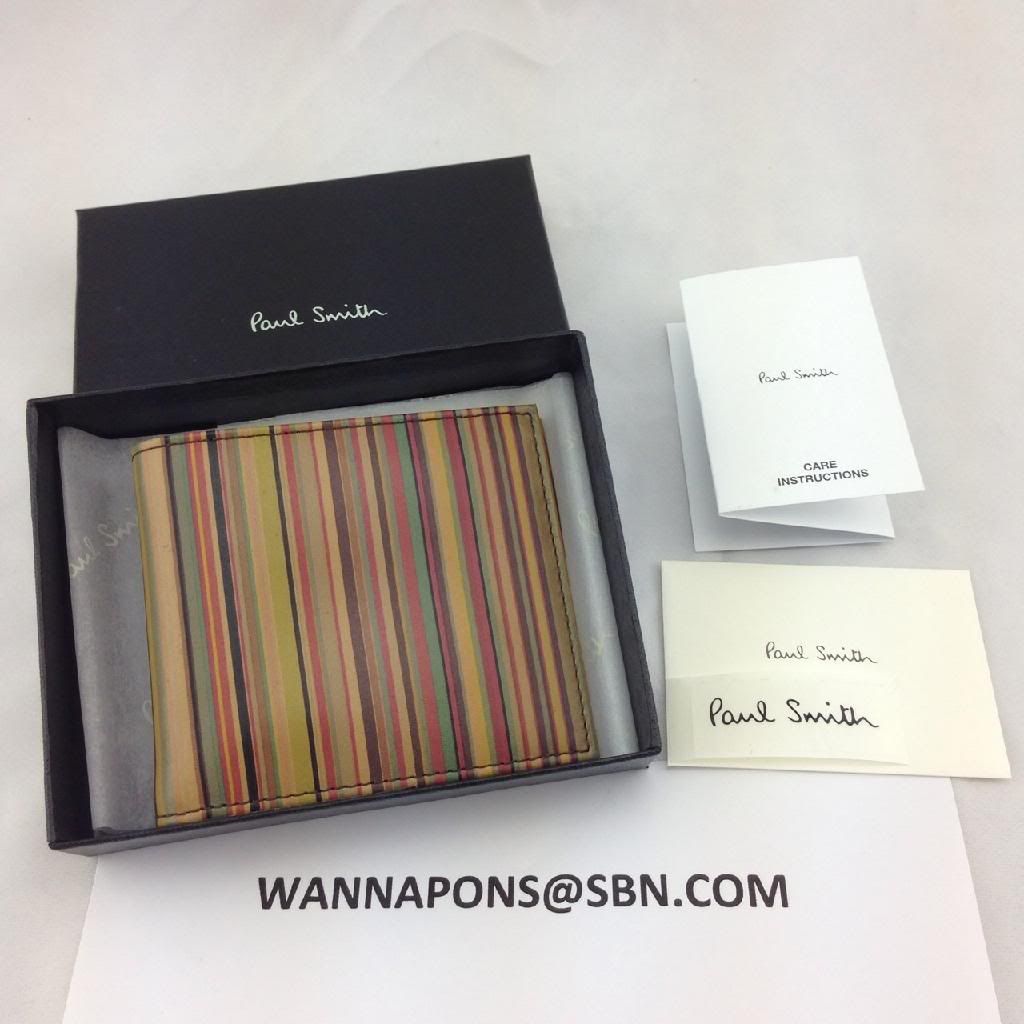 Paul Smith
Paul Smith
CARE
INSTRUCTIONS
Paul Smith
Paul Smith
WANNAPONS@SBN.COM